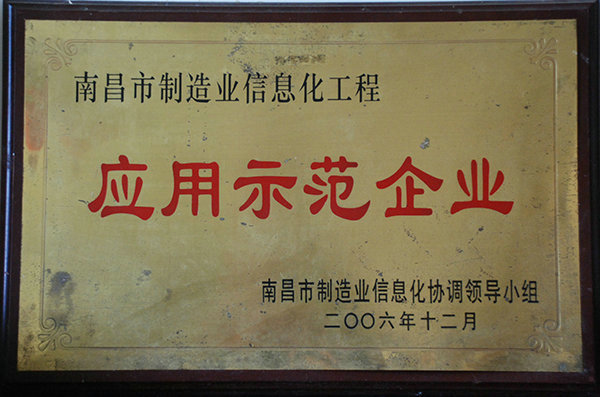 南昌市制造业信息化工程
应用示范企业
南昌市制造业信息化协调领导小组
二〇〇六年十二月